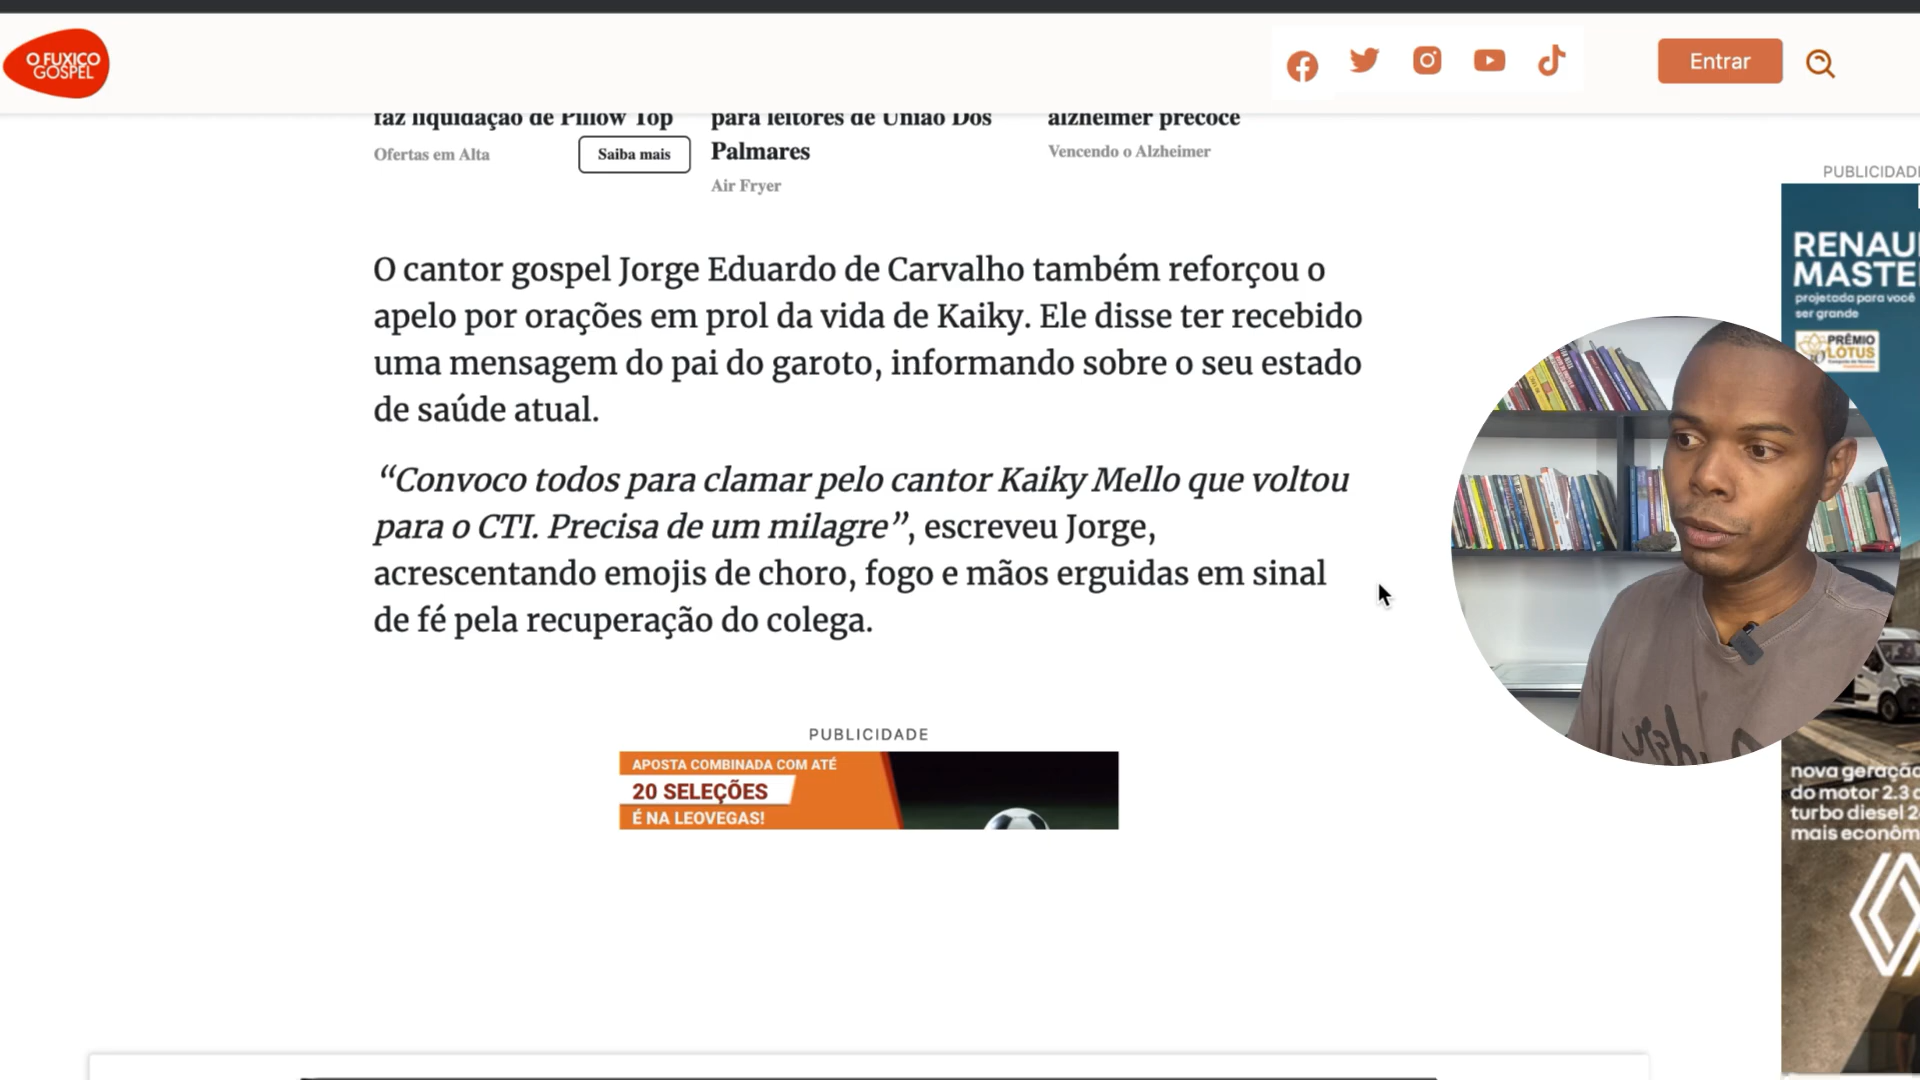 O FUXICO
GOSPEL
Entrar
faz liquidação de Pillow Top
Ofertas em Alta
Saiba mais
para leitores de União Dos
Palmares
Air Fryer
alzheimer precoce
Vencendo o Alzheimer
O cantor gospel Jorge Eduardo de Carvalho também reforçou o
apelo por orações em prol da vida de Kaiky. Ele disse ter recebido
uma mensagem do pai do garoto, informando sobre o seu estado
de saúde atual.
“Convoco todos para clamar pelo cantor Kaiky Mello que voltou
para o CTI. Precisa de um milagre”, escreveu Jorge,
acrescentando emojis de choro, fogo e mãos erguidas em sinal
de fé pela recuperação do colega.
PUBLICIDADE
APOSTA COMBINADA COM ATÉ
20 SELEÇÕES
É NA LEOVEGAS!
PUBLICIDAD
RENAU
MASTE
projetada para você
ser grande
PRÊMIO
LOTUS
nova geração
do motor 2.3
turbo diesel 2
mais econôm